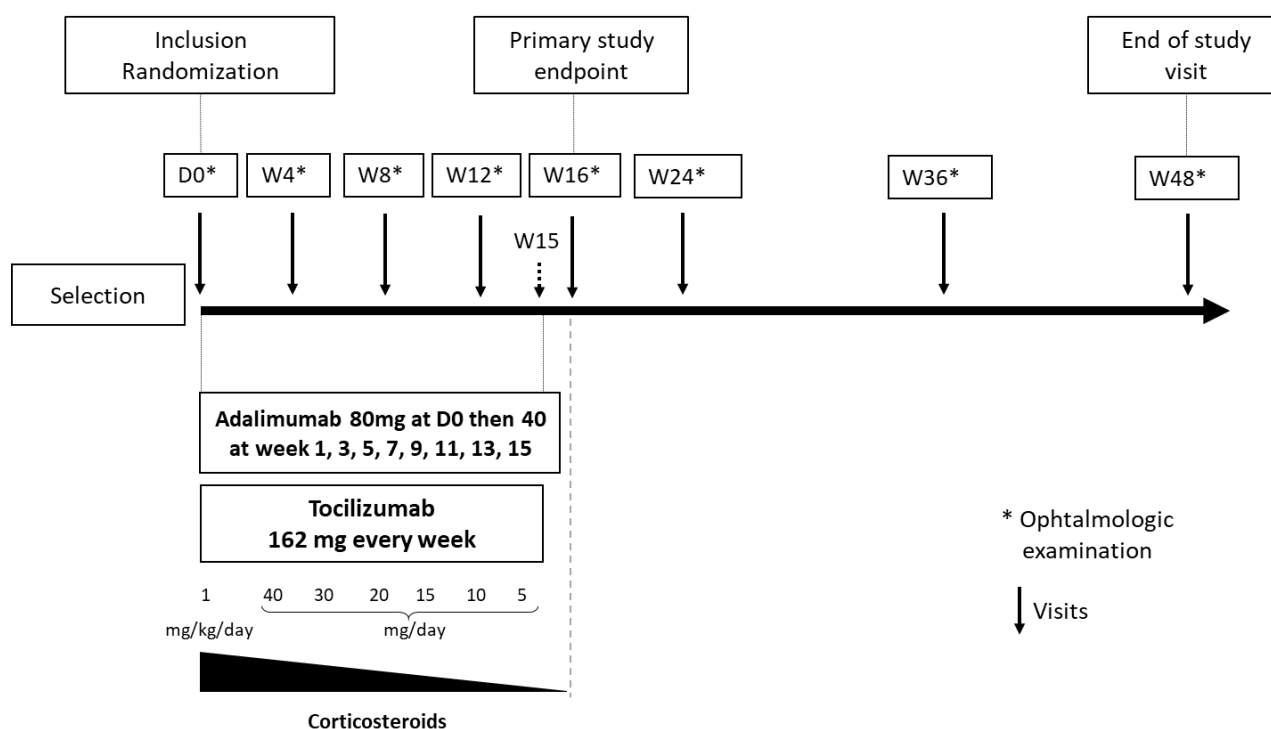 Inclusion
Randomization
Primary study
endpoint
End of study
visit
D0*
W4*
W8*
W12*
W16*
W24*
W36*
W48*
W15
Selection
Adalimumab 80mg at D0 then 40
at week 1, 3, 5, 7, 9, 11, 13, 15
Tocilizumab
162 mg every week
* Ophtalmologic
examination
1 40 30 20 15 10 5
mg/kg/day mg/day
Visits
Corticosteroids